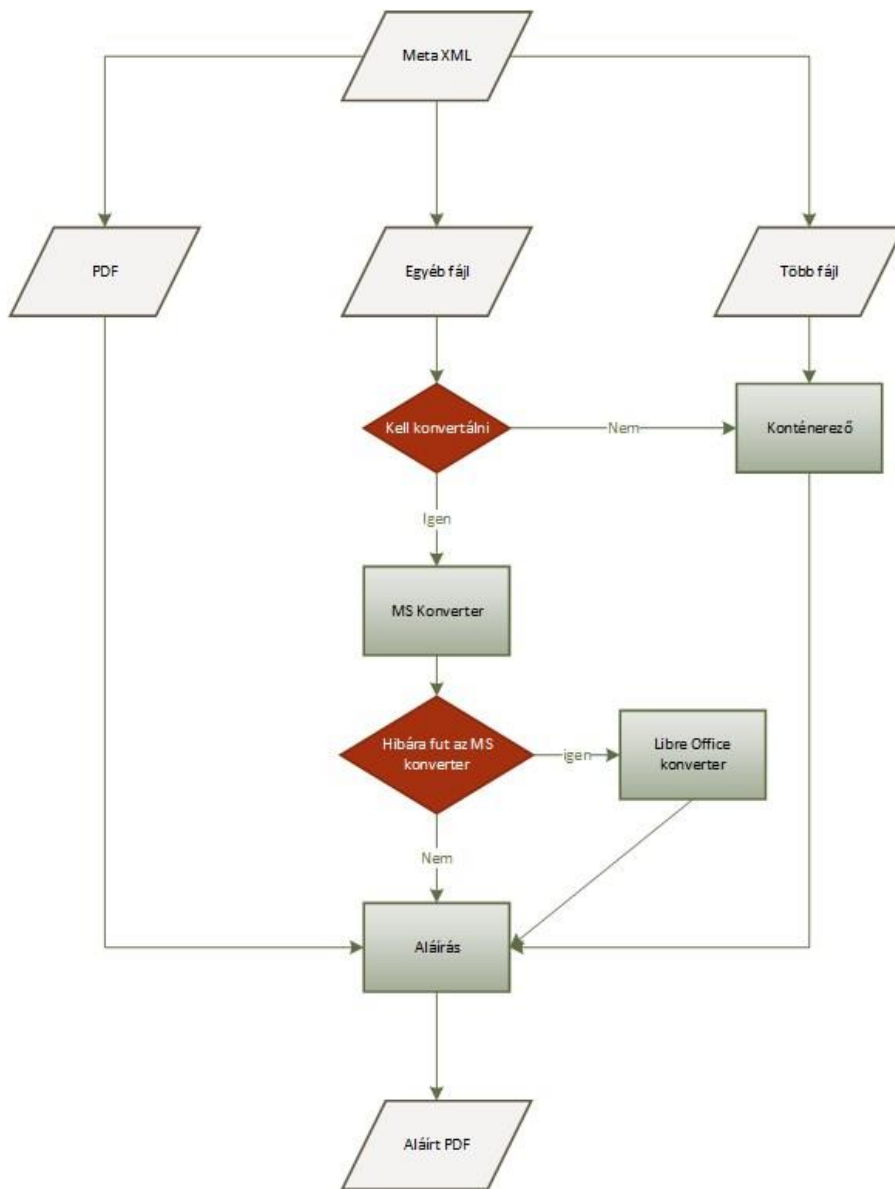 Meta XML
PDF
Egyéb fájl
Több fájl
Kell konvertálni
Nem
Konténerező
Igen
MS Konverter
Hibára fut az MS
konverter
igen
Libre Office
konverter
Nem
Aláírás
Aláírt PDF